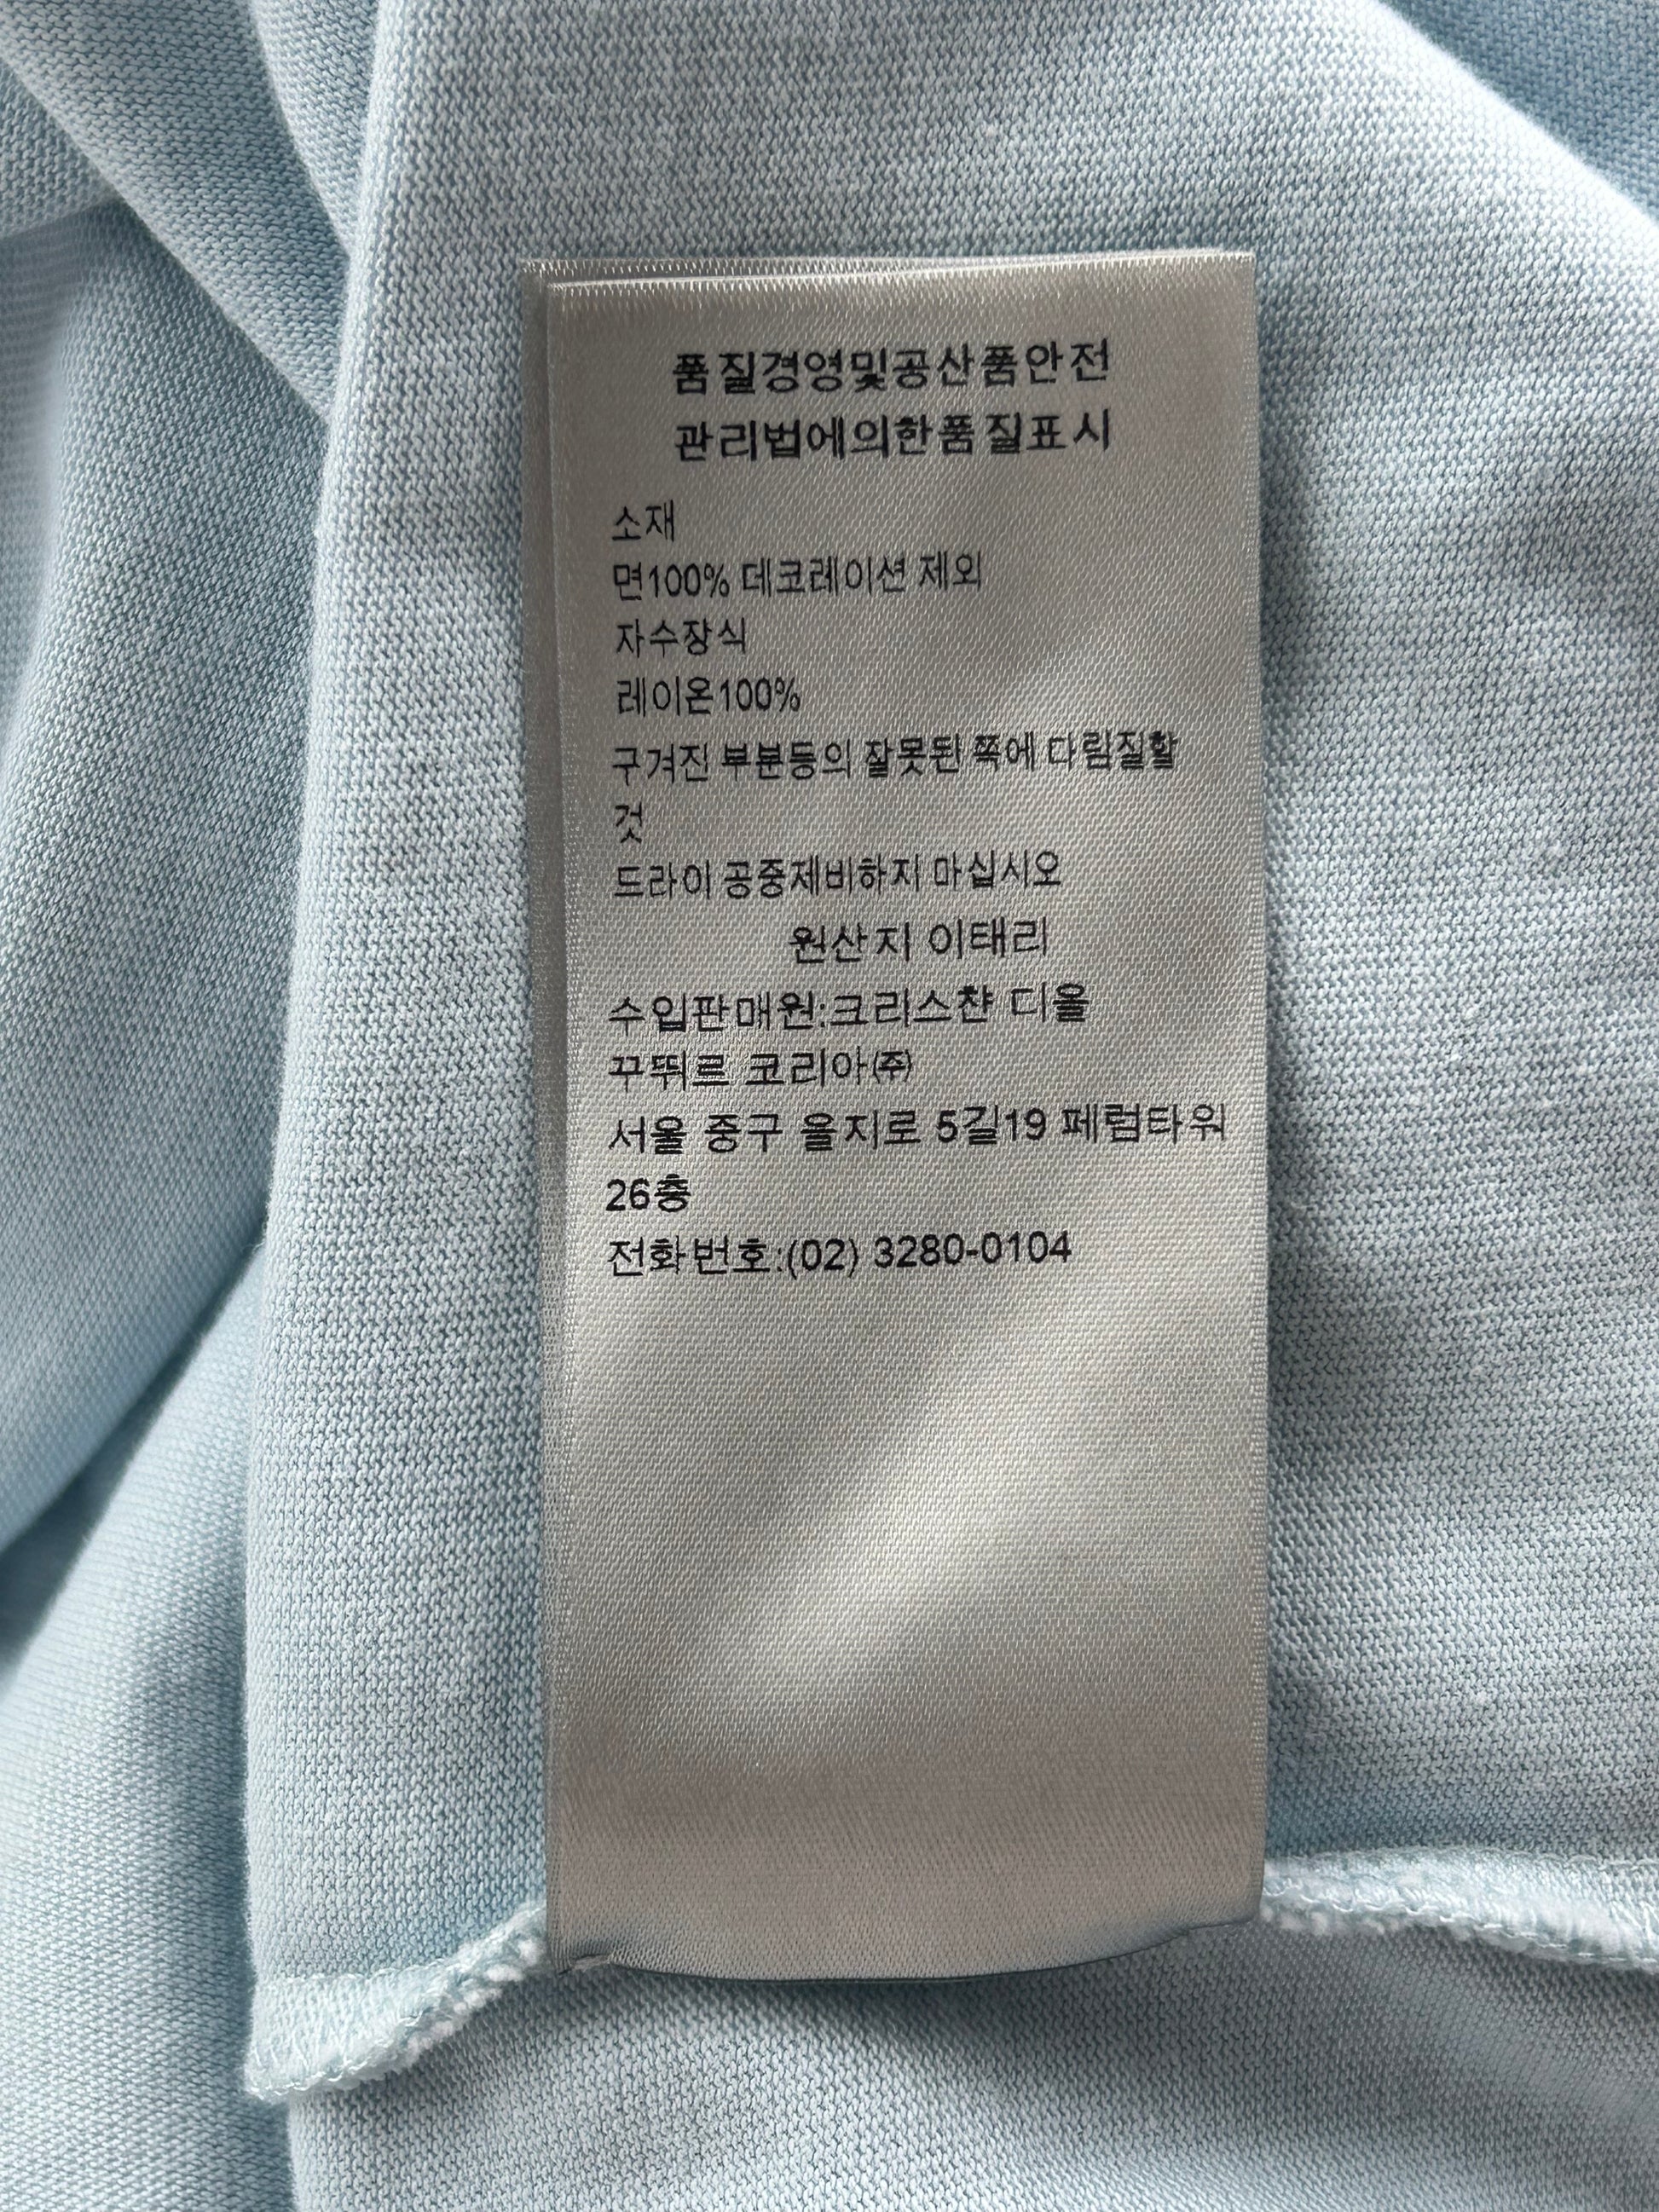 품질경영및공산품안전
관리법에의한품질표시
소재
면100% 데코레이션 제외
자수장식
레이온100%
구겨진 부분등의 잘못된 쪽에 다림질할
것
드라이 공중제비하지 마십시오
원산지 이태리
수입판매원:크리스챤 디올
꾸뛰르 코리아㈜
서울 중구 을지로 5길19 페럼타워
26층
전화번호:(02) 3280-0104